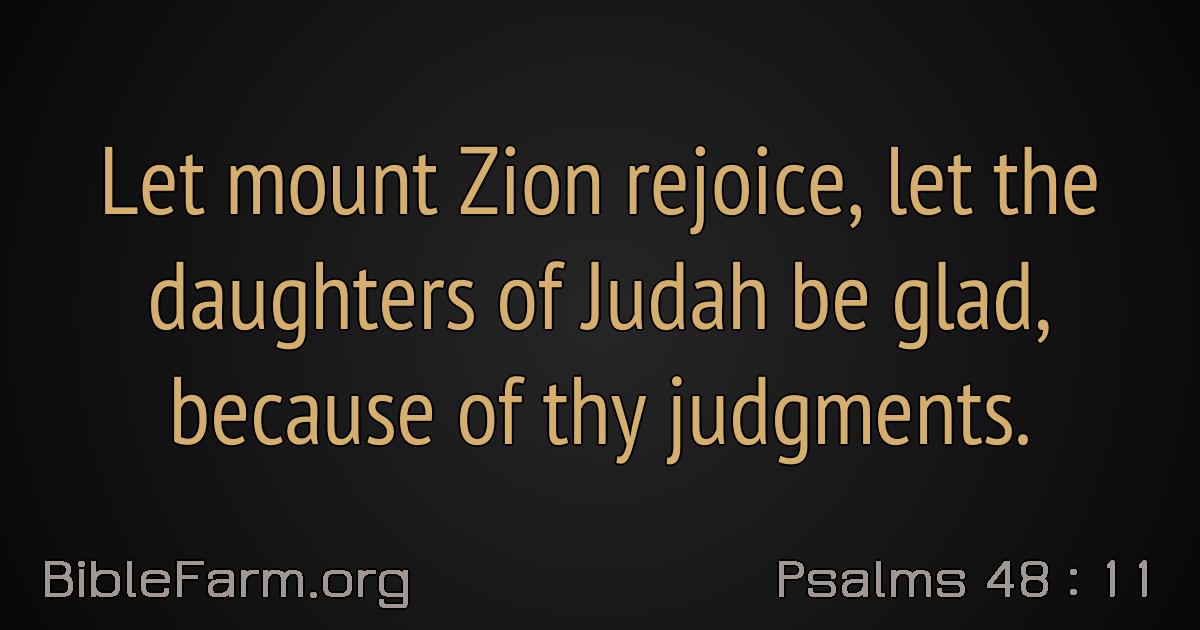 Let mount Zion rejoice, let the
daughters of Judah be glad,
because of thy judgments.
BibleFarm.org
Psalms 48 : 11